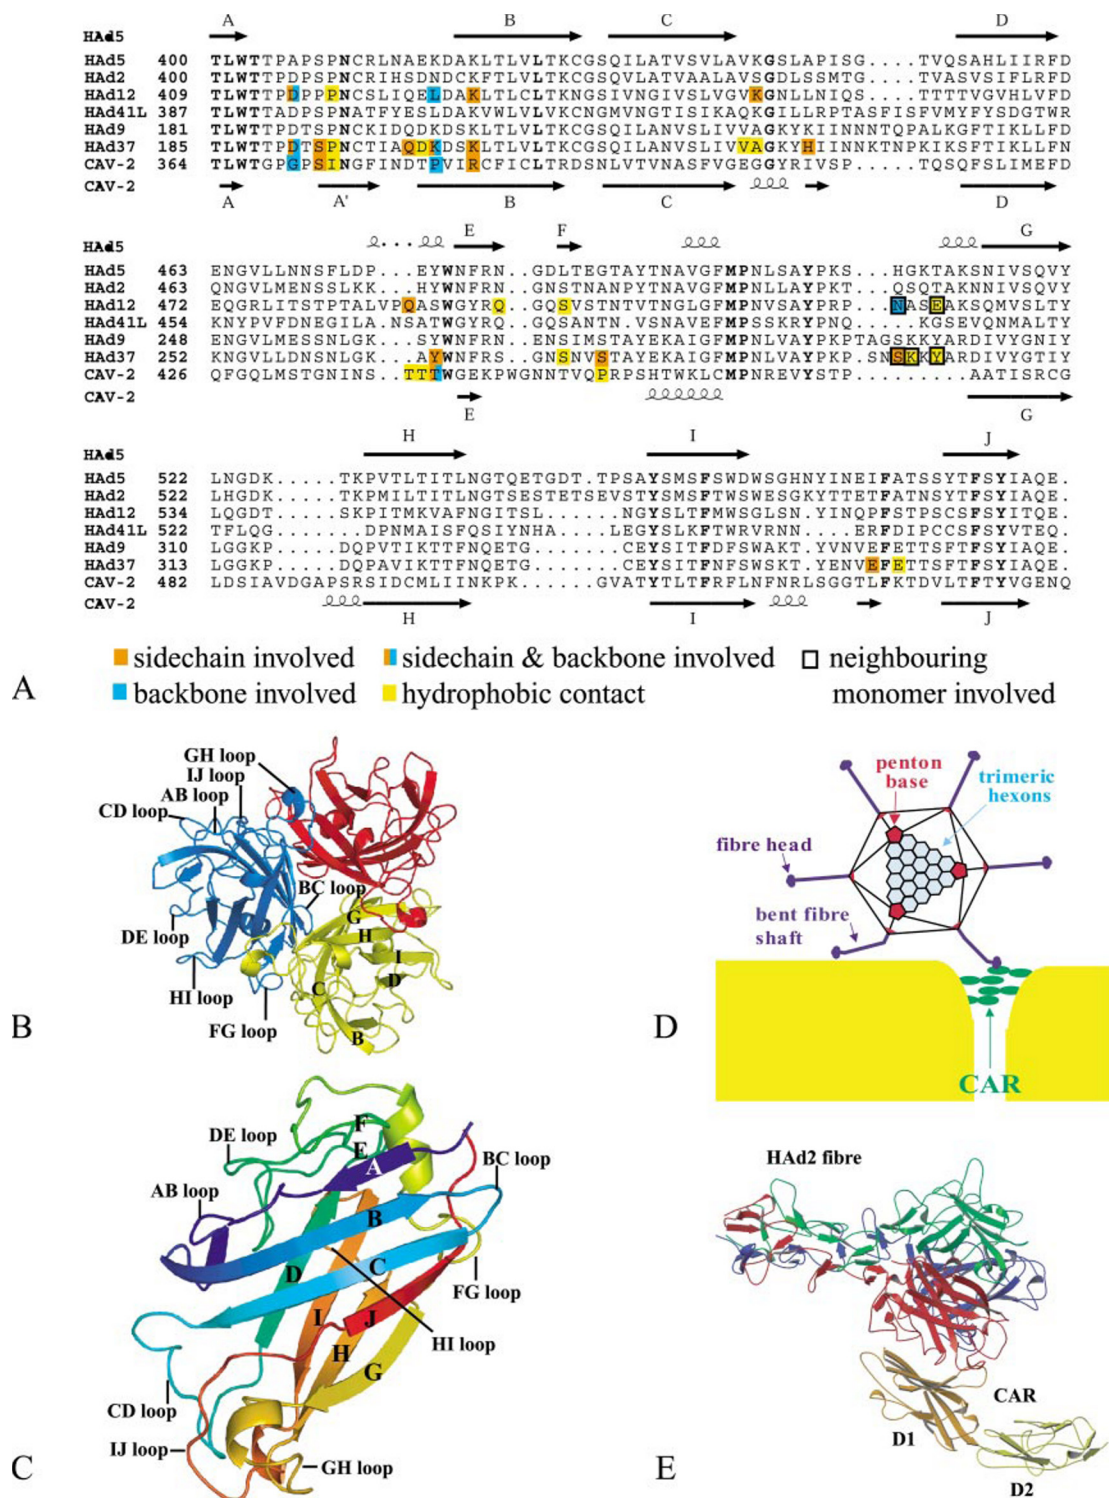 A B C D
HAd5
HAd5 400 TLWTTPAPSPNCRLNAEKDAKLTLVLTKCGSQILATVSVLAVKGSLAPISG....TVQSAHLIIRFD
HAd2 400 TLWTTPDPSPNCRIHSDNDCKFTLVLTKCGSQVLATVAALAVSGDLSSMTG....TVASVSIFLRFD
HAd12 409 TLWTTPDPPPNCSLIQELDAKLTLCLTKNGSIVNGIVSLVGVKGNLLNIQS....TTTTVGVHLVFD
HAd41L 387 TLWTTADPSPNATFYESLDAKVWLVLVKCNGMVNGTISIKAQKGILLRPTASFISFVMYFYSDGTWR
HAd9 181 TLWTTPDTSPNCKIDQDKDSKLTLVLTKCGSQILANVSLIVVAGKYKIINNNTQPALKGFTIKLLFD
HAd37 185 TLWTTPDTSPNCTIAQDKDSKLTLVLTKCGSQILANVSLIVVAGKYHIINNKTNPKIKSFTIKLLFN
CAV-2 364 TLWTGPGPSINGFINDTPVIRCFICLTRDSNLVTVNASFVGEGGYRIVSP....TQSQFSLIMEFD
CAV-2
A A' B C D
E F G
HAd5
HAd5 463 ENGVLLNNSFLDP...EYWNFRN..GDLTEGTAYTNAVGFMPNLSAYPKS...HGKTAKSNIVSQVY
HAd2 463 QNGVLMENSSLKK...HYWNFRN..GNSTNANPYTNAVGFMPNLLAYPKT...QSQTAKNNIVSQVY
HAd12 472 EQGRLITSTPTALVPQASWGYRQ..GQSVSTNTVTNGLGFMPNVSAYPRP...NASEAKSQMVSLTY
HAd41L 454 KNYPVFDNEGILANSATWGYRQ..GQSANTN.VSNAVEFMPSSKRYPNQ....KGSEVQNMALTY
HAd9 248 ENGVLMESSNLGK...SYWNFRN..ENSIMSTAYEKAIGFMPNLVAYPKPTAGSKKYARDIVYGNIY
HAd37 252 KNGVLLDNSNLGK...AYWNFRS..GNSNVSTAYEKAIGFMPNLVAYPKP...SNSKKYARDIVYGTIY
CAV-2 426 QFGQLMSTGNINS...TTTTWGEKPWGNNTVQPRPSHTWKLCMPNREVYSTP.........AATISRCG
CAV-2
E G
H I J
HAd5
HAd5 522 LNGDK.....TKPVTLTITLNGTQETGDT.TPSAYSMSFSWDWSGHNYINEIFATSSYTFSYIAQE.
HAd2 522 LHGDK.....TKPMILTITLNGTSESTETSEVSTYSMSFTWSWESGKYTTETFATNSYTFSYIAQE.
HAd12 534 LQGDT.....SKPITMKVAFNGITSL.....NGYSLTFMWSGLSN.YINQPFSTPSCSFSYIAQE.
HAd41L 522 TFLQG.....DPNMAISFQSIYNHA.....LEGYSLKFTWRVRNN...ERFDIPCCSFSYVTEQ.
HAd9 310 LGGKP....DQPVTIKTTFNQETG......CEYSITFDFSWAKT.YVNVEFETTSFTFSYIAQE.
HAd37 313 LGGKP....DQPAVIKTTFNQETG......CEYSITFNFSWSKT.YENVEFETTSFTFSYIAQE.
CAV-2 482 LDSIAVDGAPSRSIDCMLIINKPK......GVATYTLTFRFLNFNRLSGGTLFKTDVLTFTYVGENQ
CAV-2
H I J
sidechain involved
sidechain & backbone involved
neighbouring monomer involved
backbone involved
hydrophobic contact
A
GH loop
IJ loop
AB loop
CD loop
BC loop
DE loop
HI loop
FG loop
G
H
I
D
C
B
B
penton base
trimeric hexons
fibre head
bent fibre shaft
CAR
D
DE loop
F
E
A
BC loop
AB loop
B
C
D
FG loop
I
J
HI loop
H
G
CD loop
IJ loop
GH loop
C
HAd2 fibre
CAR
D1
D2
E